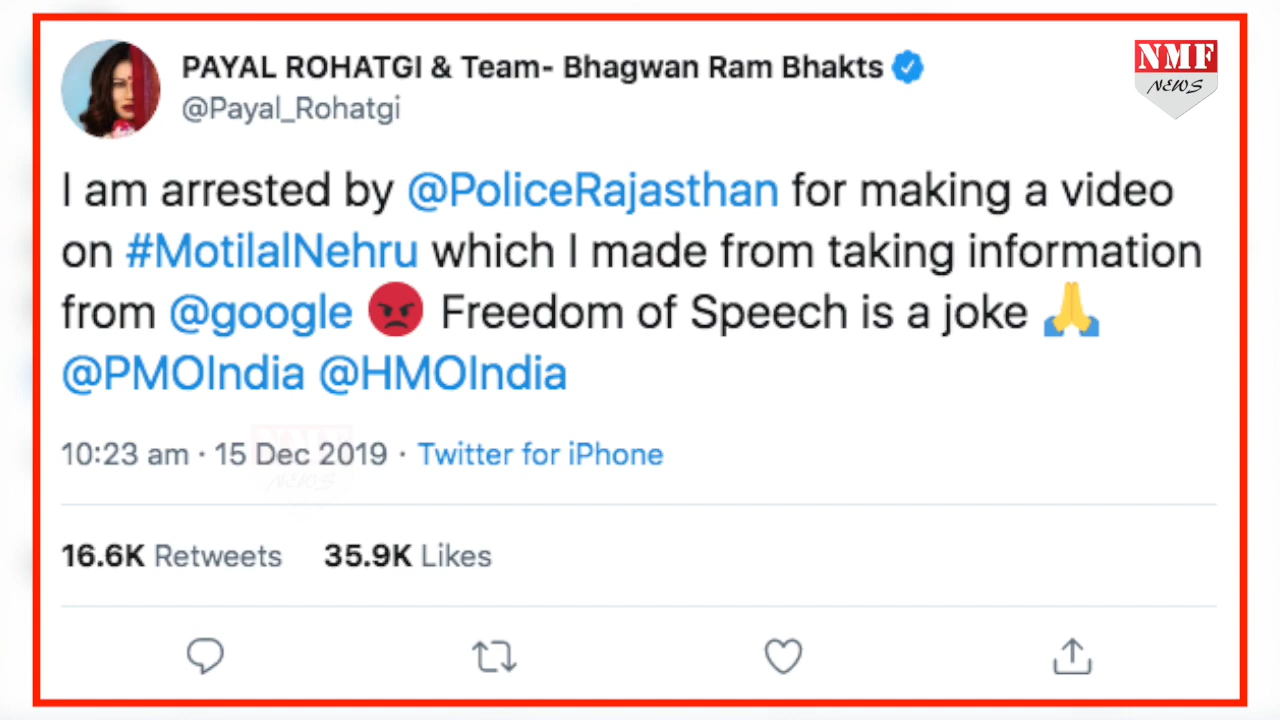 PAYAL ROHATGI & Team- Bhagwan Ram Bhakts
@Payal_Rohatgi
NMF
NEWS
I am arrested by @PoliceRajasthan for making a video
on #MotilalNehru which I made from taking information
from @google 😡 Freedom of Speech is a joke 🙏
@PMOIndia @HMOIndia
10:23 am · 15 Dec 2019 · Twitter for iPhone
NMF
NEWS
16.6K Retweets 35.9K Likes